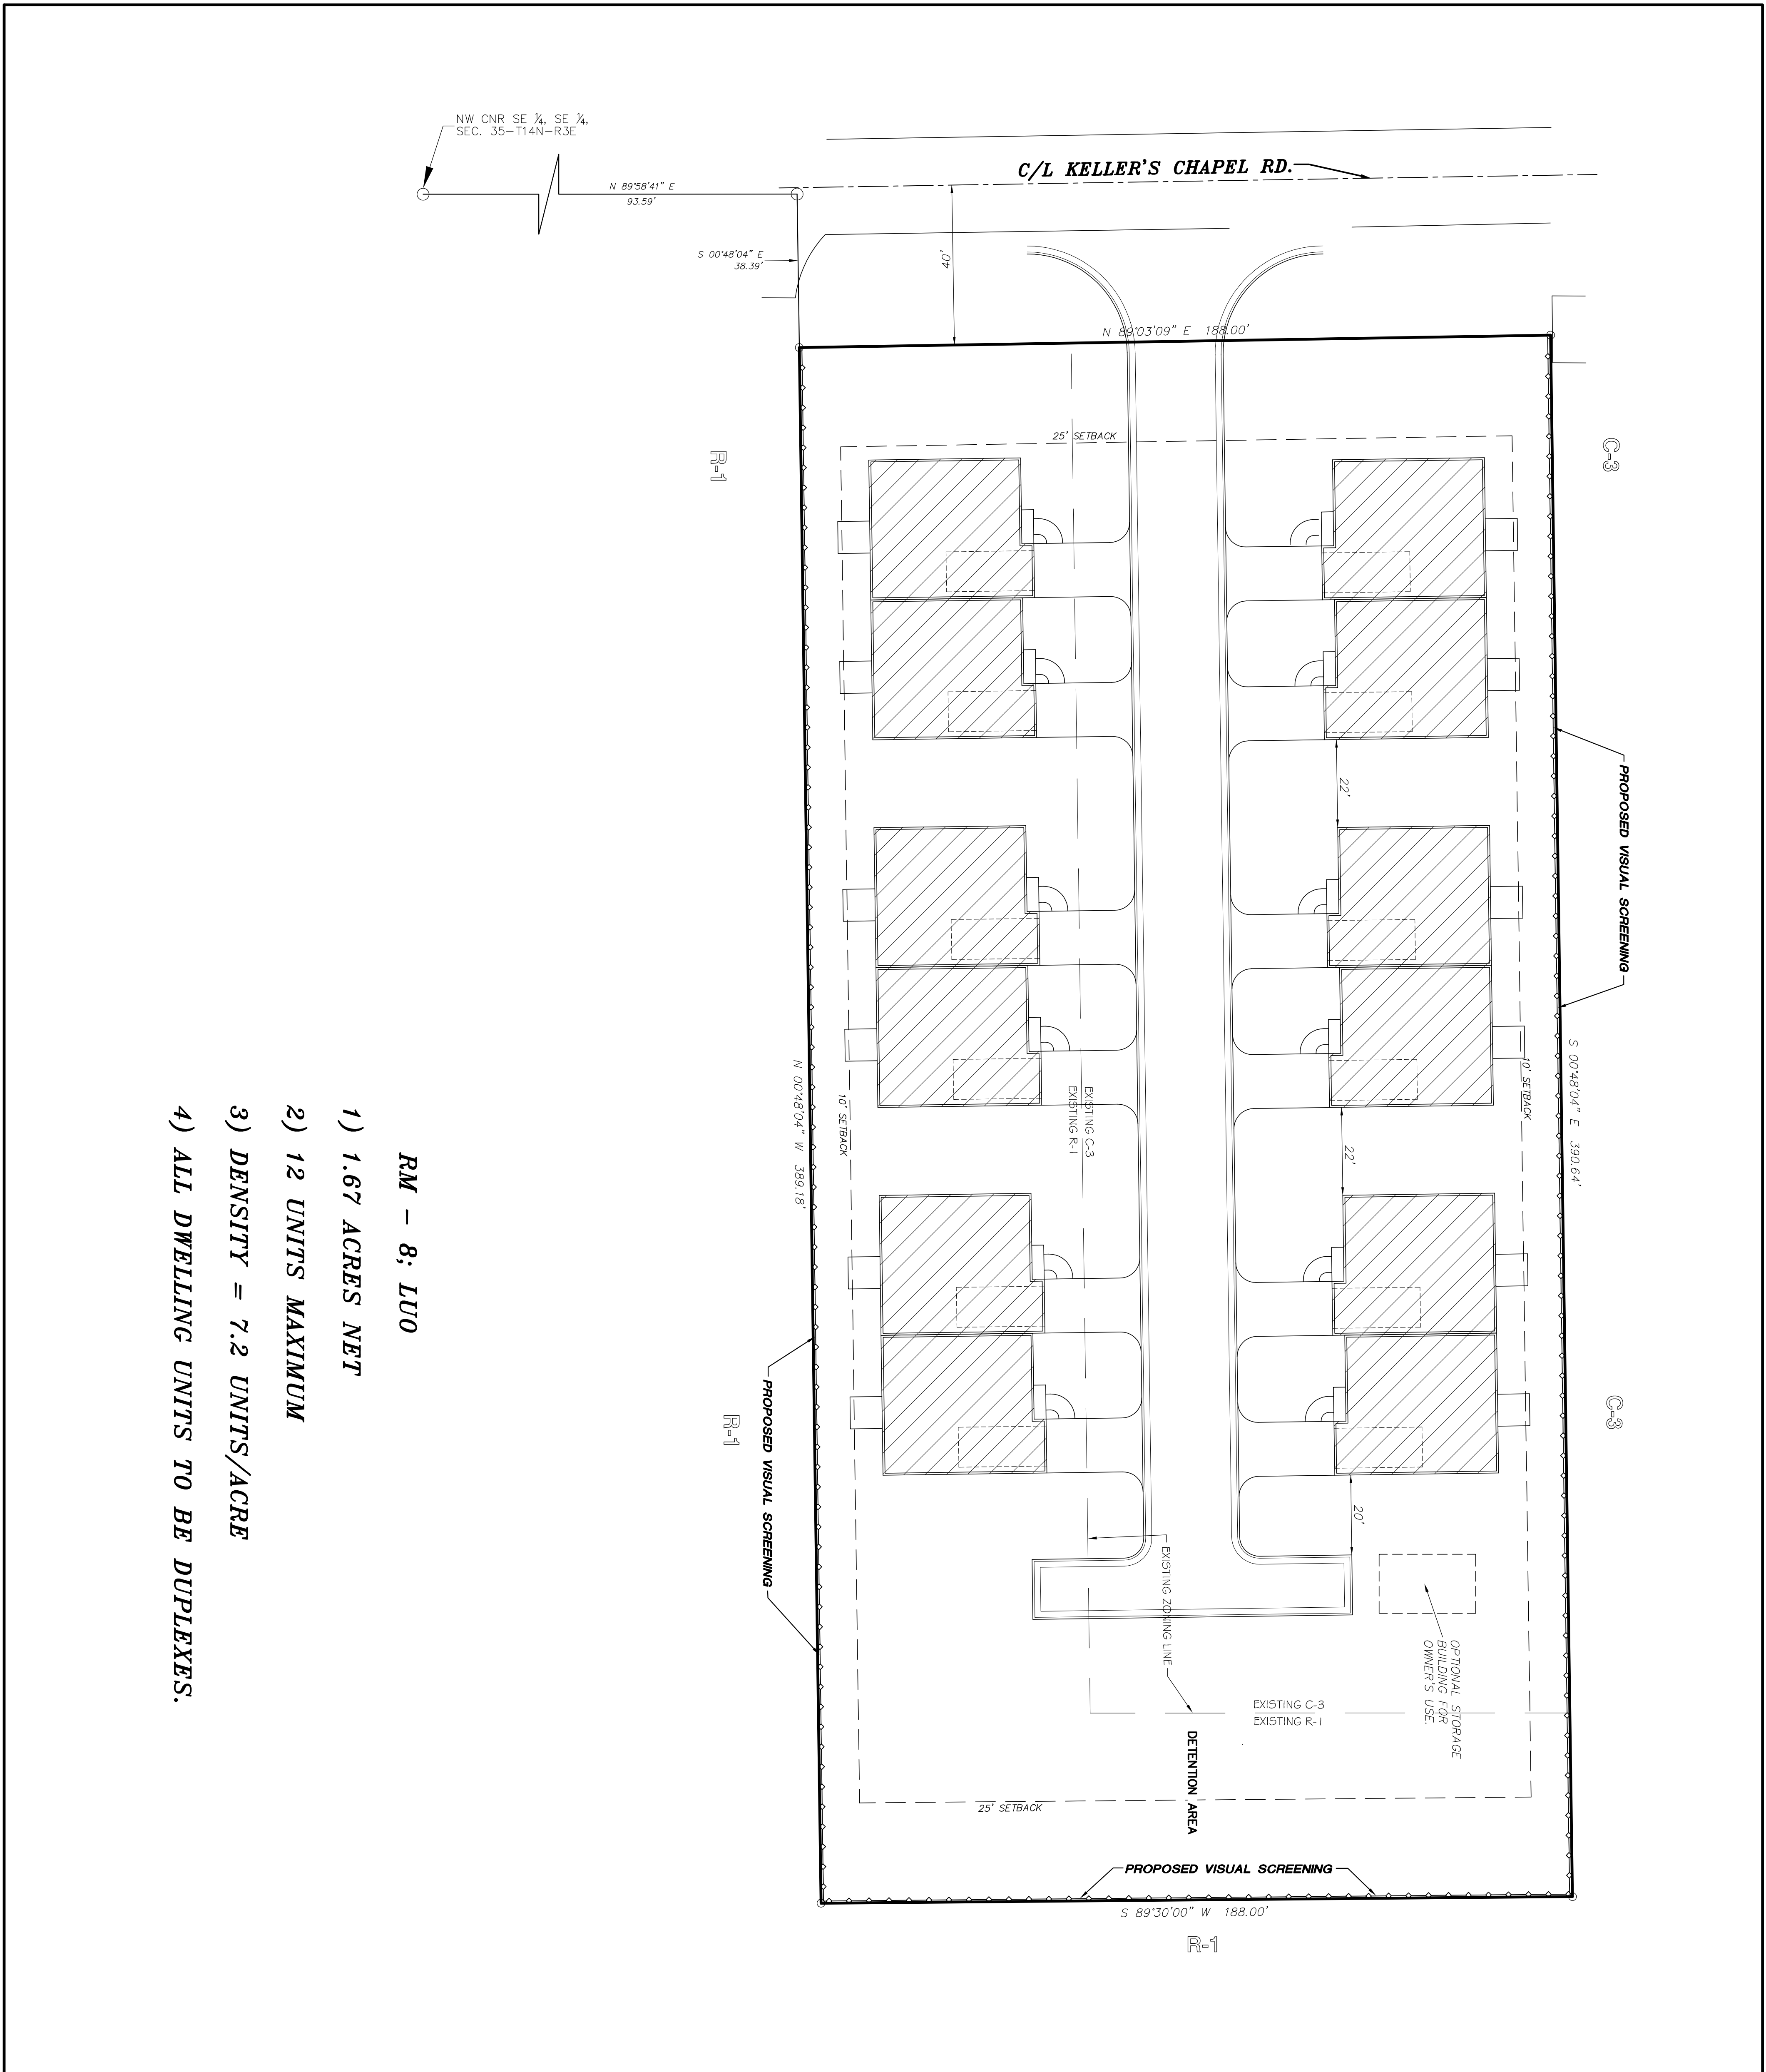 NW CNR SE ¼, SE ¼,
SEC. 35-T14N-R3E
N 89°58'41" E
93.59'
C/L KELLER'S CHAPEL RD.
S 00°48'04" E
38.39'
40'
N 89°03'09" E 188.00'
25' SETBACK
R-1
C-3
22'
PROPOSED VISUAL SCREENING
S 00°48'04" E 390.64'
10' SETBACK
N 00°48'04" W 389.18'
10' SETBACK
EXISTING C-3
EXISTING R-1
22'
R-1
C-3
PROPOSED VISUAL SCREENING
20'
EXISTING ZONING LINE
OPTIONAL STORAGE
BUILDING FOR
OWNER'S USE.
EXISTING C-3
EXISTING R-1
DETENTION AREA
25' SETBACK
PROPOSED VISUAL SCREENING
S 89°30'00" W 188.00'
R-1
RM - 8; LUO
1) 1.67 ACRES NET
2) 12 UNITS MAXIMUM
3) DENSITY = 7.2 UNITS/ACRE
4) ALL DWELLING UNITS TO BE DUPLEXES.